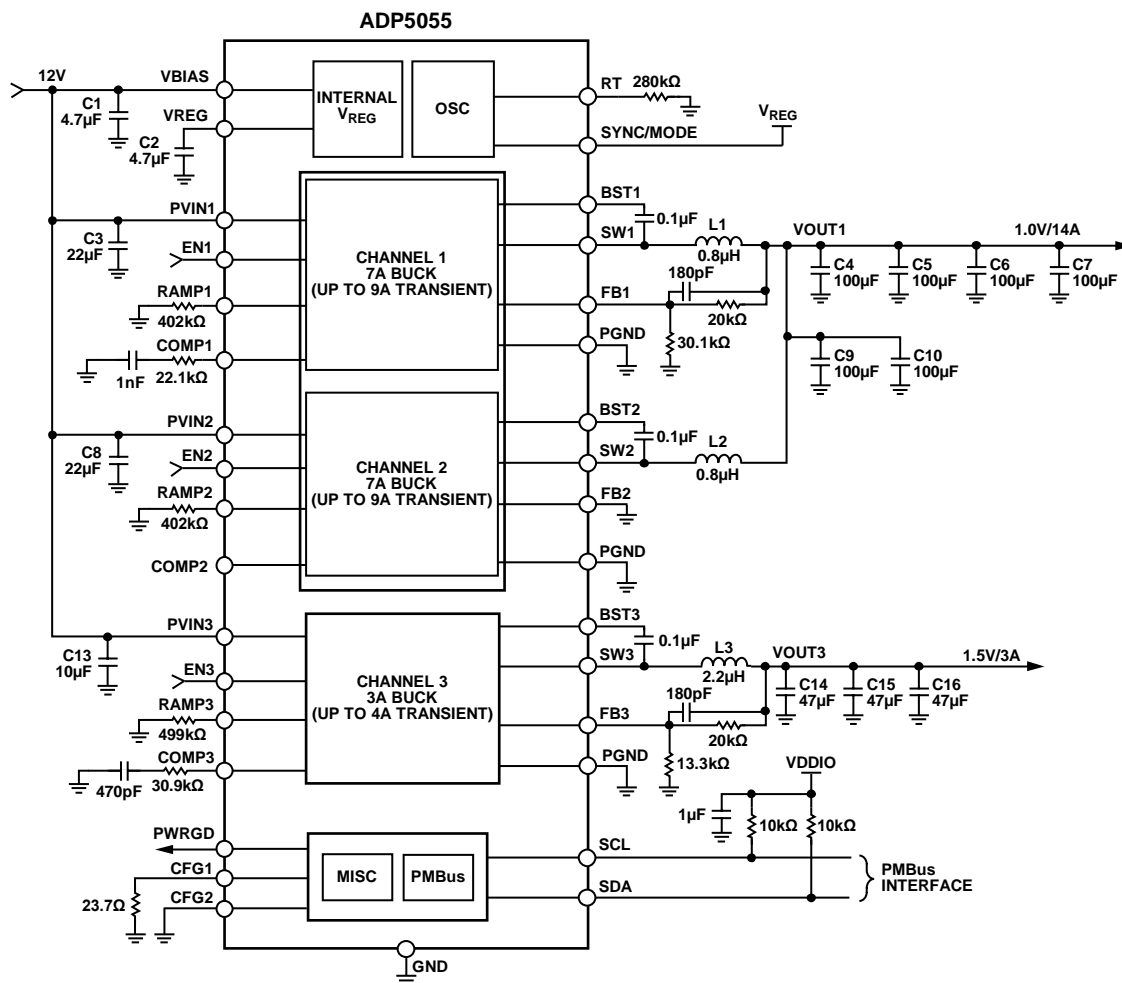 ADP5055
12V
VBIAS
C1
4.7µF
VREG
C2
4.7µF
INTERNAL
VREG
OSC
RT
280kΩ
SYNC/MODE
VREG
PVIN1
C3
22µF
EN1
RAMP1
402kΩ
COMP1
1nF
22.1kΩ
CHANNEL 1
7A BUCK
(UP TO 9A TRANSIENT)
BST1
0.1µF
SW1
L1
0.8µH
VOUT1
1.0V/14A
C4
100µF
C5
100µF
C6
100µF
C7
100µF
180pF
FB1
20kΩ
30.1kΩ
PGND
C9
100µF
C10
100µF
PVIN2
C8
22µF
EN2
RAMP2
402kΩ
COMP2
CHANNEL 2
7A BUCK
(UP TO 9A TRANSIENT)
BST2
0.1µF
SW2
L2
0.8µH
FB2
PGND
PVIN3
C13
10µF
EN3
RAMP3
499kΩ
COMP3
470pF
30.9kΩ
CHANNEL 3
3A BUCK
(UP TO 4A TRANSIENT)
BST3
0.1µF
SW3
L3
2.2µH
VOUT3
1.5V/3A
C14
47µF
C15
47µF
C16
47µF
180pF
FB3
20kΩ
13.3kΩ
PGND
VDDIO
1µF
10kΩ
10kΩ
PWRGD
CFG1
CFG2
23.7Ω
MISC
PMBus
SCL
SDA
PMBus
INTERFACE
GND